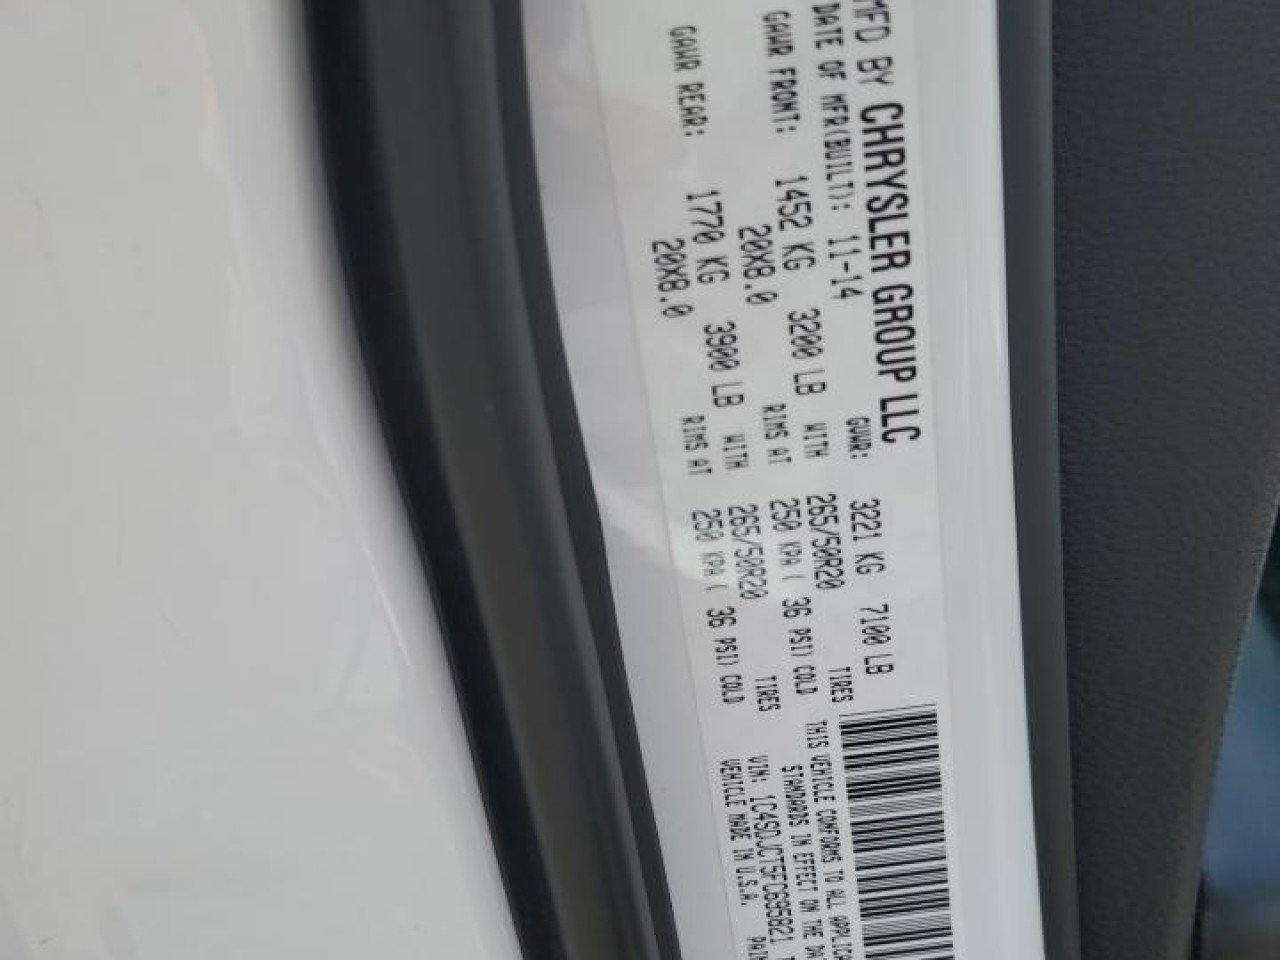 MFD BY CHRYSLER GROUP LLC
DATE OF MFR(BUILT): 11-14 GVWR: 3221 KG 7100 LB
GAWR FRONT: 1452 KG 3200 LB WITH 265/50R20 TIRES
20X8.0 RIMS AT 250 KPA ( 36 PSI) COLD
GAWR REAR: 1770 KG 3900 LB WITH 265/50R20 TIRES
20X8.0 RIMS AT 250 KPA ( 36 PSI) COLD
THIS VEHICLE CONFORMS TO ALL
STANDARDS IN EFFECT ON THE
VIN: 1C4SDJCT5FC695821
VEHICLE MADE IN U.S.A.